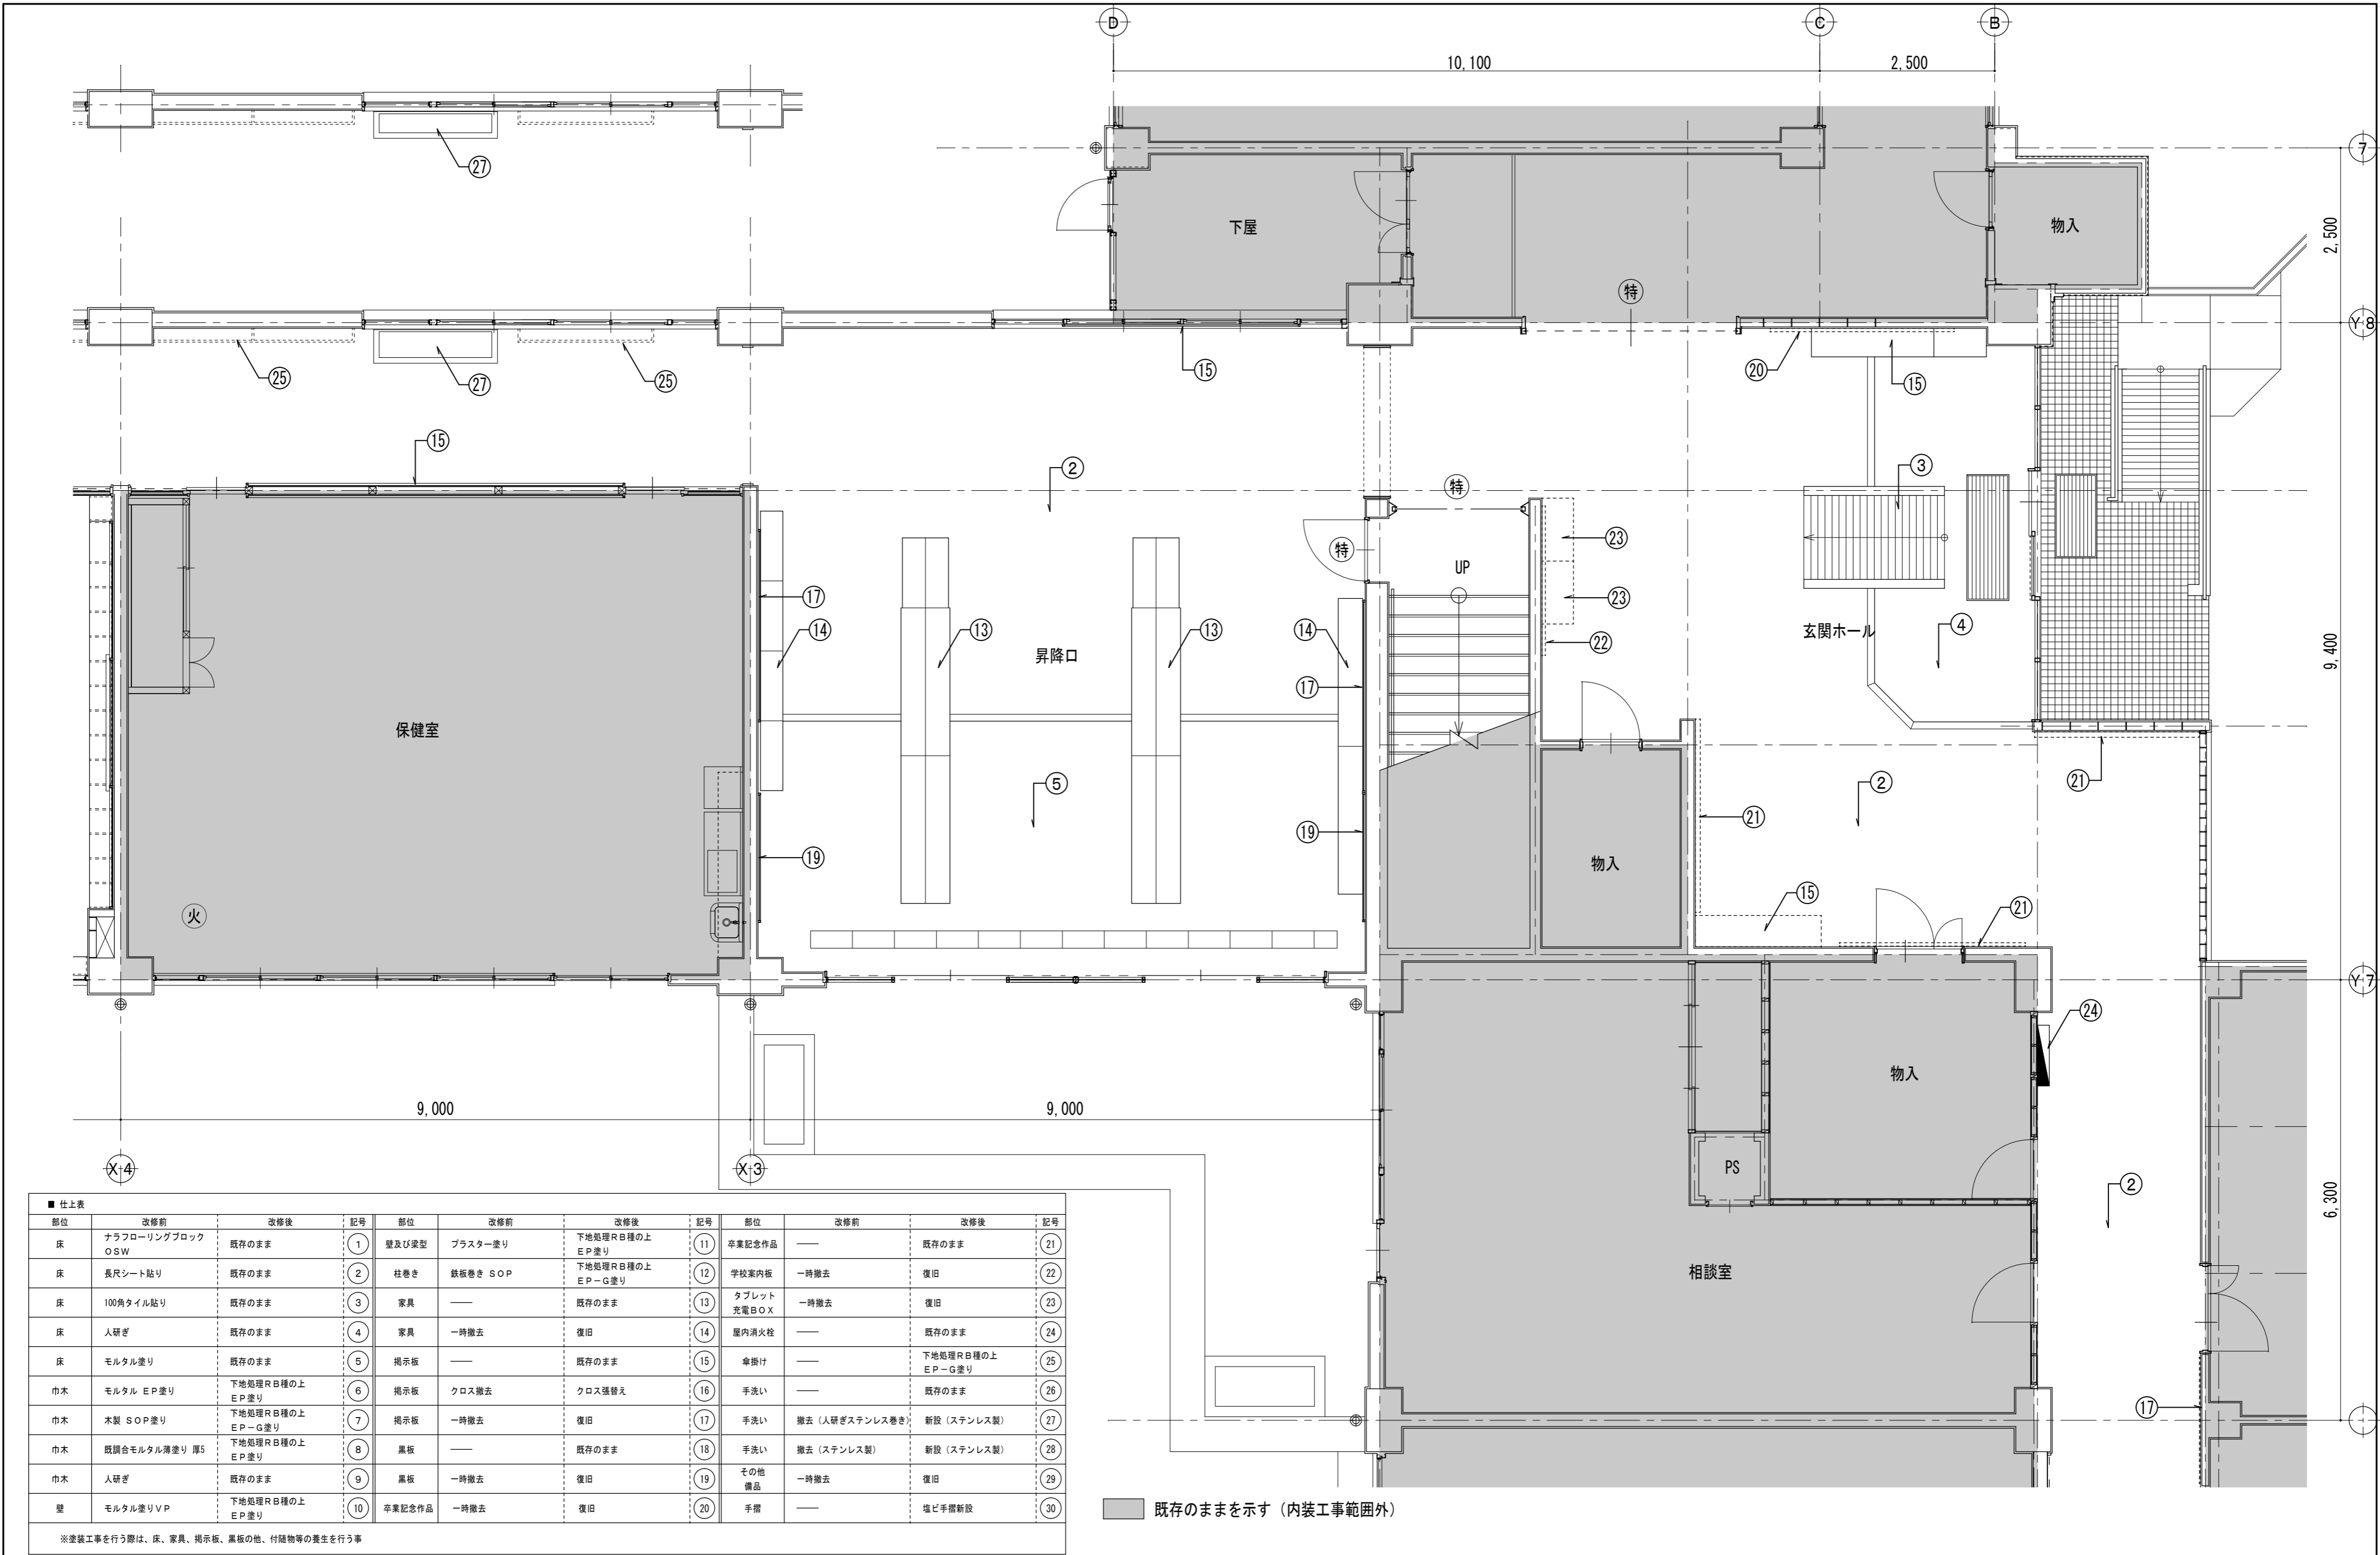 D
C
B
10,100
2,500
27
7
下屋
物入
2,500
特
Y8
25
27
25
15
20
15
15
2
特
3
特
23
UP
23
17
14
13
13
14
22
玄関ホール
4
昇降口
17
9,400
保健室
5
2
21
19
21
19
物入
火
15
21
Y7
24
物入
9,000
9,000
X4
X3
PS
2
6,300
相談室
17
■ 仕上表
部位 改修前 改修後 記号 部位 改修前 改修後 記号 部位 改修前 改修後 記号
床 ナラフローリングブロック OSW 既存のまま 1 壁及び梁型 プラスター塗り 下地処理RB種の上 EP塗り 11 卒業記念作品 ―― 既存のまま 21
床 長尺シート貼り 既存のまま 2 柱巻き 鉄板巻き SOP 下地処理RB種の上 EP-G塗り 12 学校案内板 一時撤去 復旧 22
床 100角タイル貼り 既存のまま 3 家具 ―― 既存のまま 13 タブレット 充電BOX 一時撤去 復旧 23
床 人研ぎ 既存のまま 4 家具 一時撤去 復旧 14 屋内消火栓 ―― 既存のまま 24
床 モルタル塗り 既存のまま 5 掲示板 ―― 既存のまま 15 傘掛け ―― 下地処理RB種の上 EP-G塗り 25
巾木 モルタル EP塗り 下地処理RB種の上 EP塗り 6 掲示板 クロス撤去 クロス張替え 16 手洗い ―― 既存のまま 26
巾木 木製 SOP塗り 下地処理RB種の上 EP-G塗り 7 掲示板 一時撤去 復旧 17 手洗い 撤去（人研ぎステンレス巻き） 新設（ステンレス製） 27
巾木 既調合モルタル薄塗り 厚5 下地処理RB種の上 EP塗り 8 黒板 ―― 既存のまま 18 手洗い 撤去（ステンレス製） 新設（ステンレス製） 28
巾木 人研ぎ 既存のまま 9 黒板 一時撤去 復旧 19 その他 備品 一時撤去 復旧 29
壁 モルタル塗りVP 下地処理RB種の上 EP塗り 10 卒業記念作品 一時撤去 復旧 20 手摺 ―― 塩ビ手摺新設 30
※塗装工事を行う際は、床、家具、掲示板、黒板の他、付随物等の養生を行う事
既存のままを示す（内装工事範囲外）